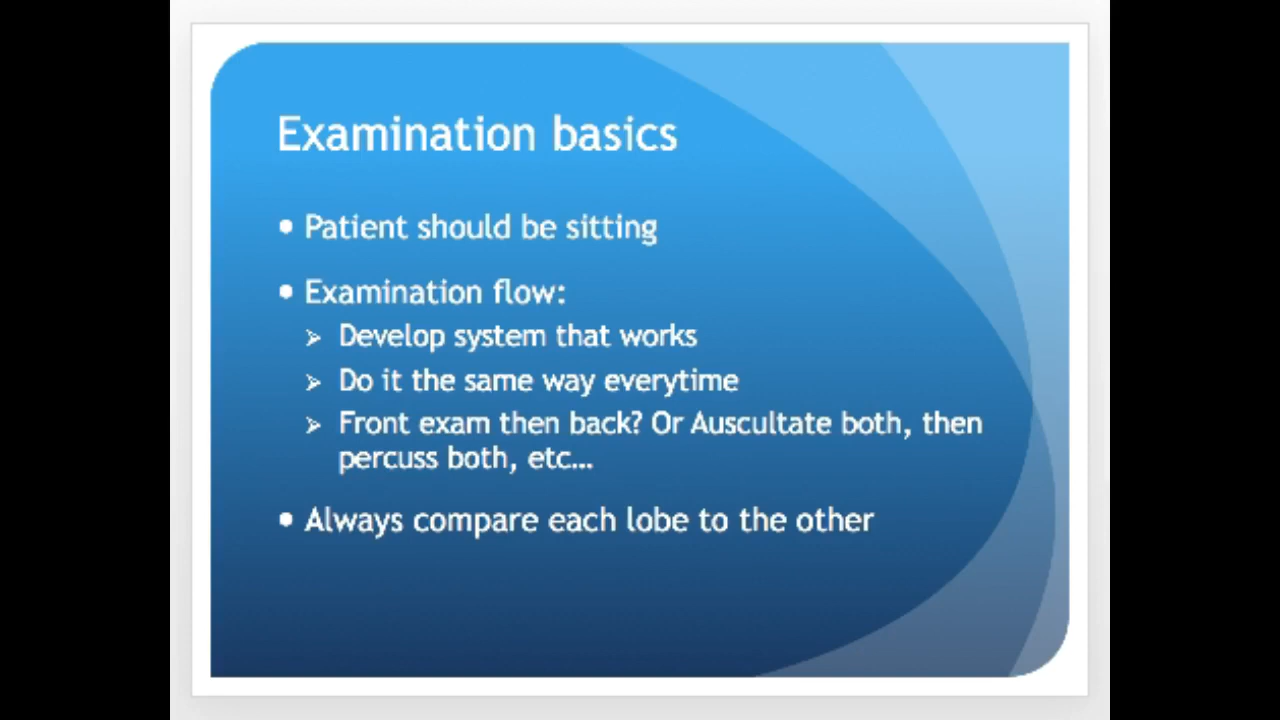 Examination basics
• Patient should be sitting
• Examination flow:
➢ Develop system that works
➢ Do it the same way everytime
➢ Front exam then back? Or Auscultate both, then
percuss both, etc…
• Always compare each lobe to the other